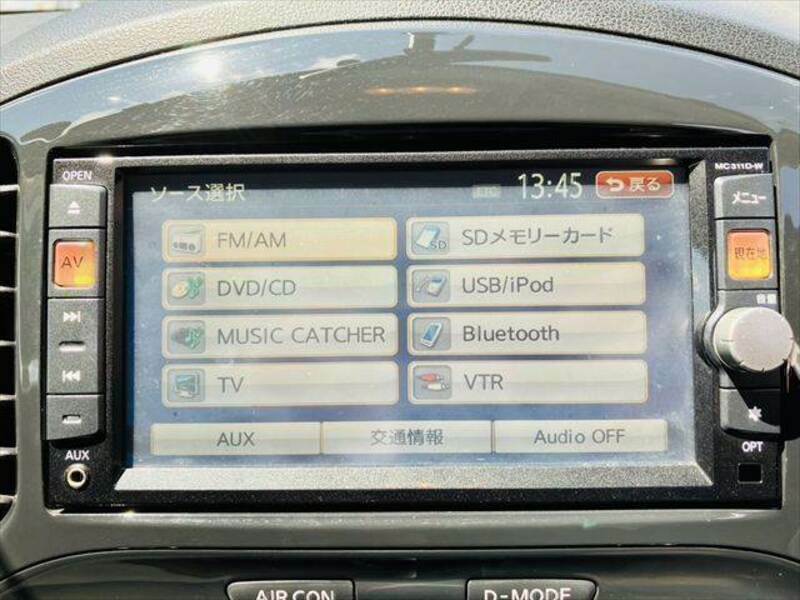 OPEN
MC311D-W
ソース選択
13:45
戻る
メニュー
AV
FM/AM
SDメモリーカード
現在地
DVD/CD
USB/iPod
音量
MUSIC CATCHER
Bluetooth
TV
VTR
AUX
交通情報
Audio OFF
AUX
OPT
AIR CON
D-MODE